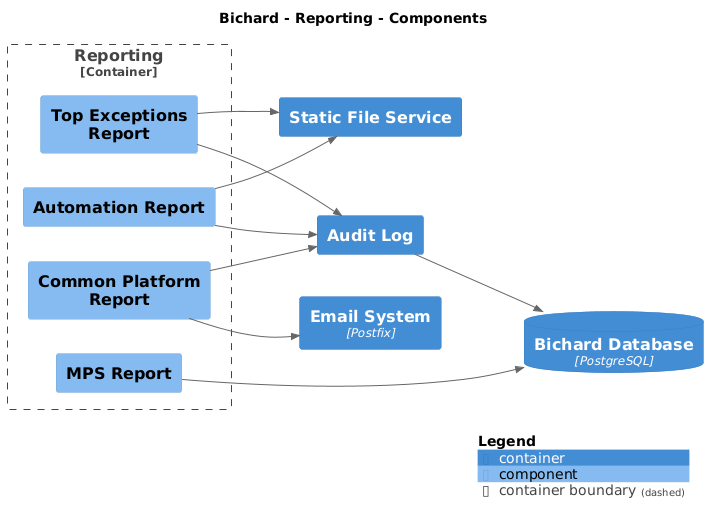 Bichard - Reporting - Components
Reporting
[Container]
Top Exceptions
Report
Static File Service
Automation Report
Audit Log
Common Platform
Report
Email System
[Postfix]
Bichard Database
[PostgreSQL]
MPS Report
Legend
container
component
container boundary (dashed)